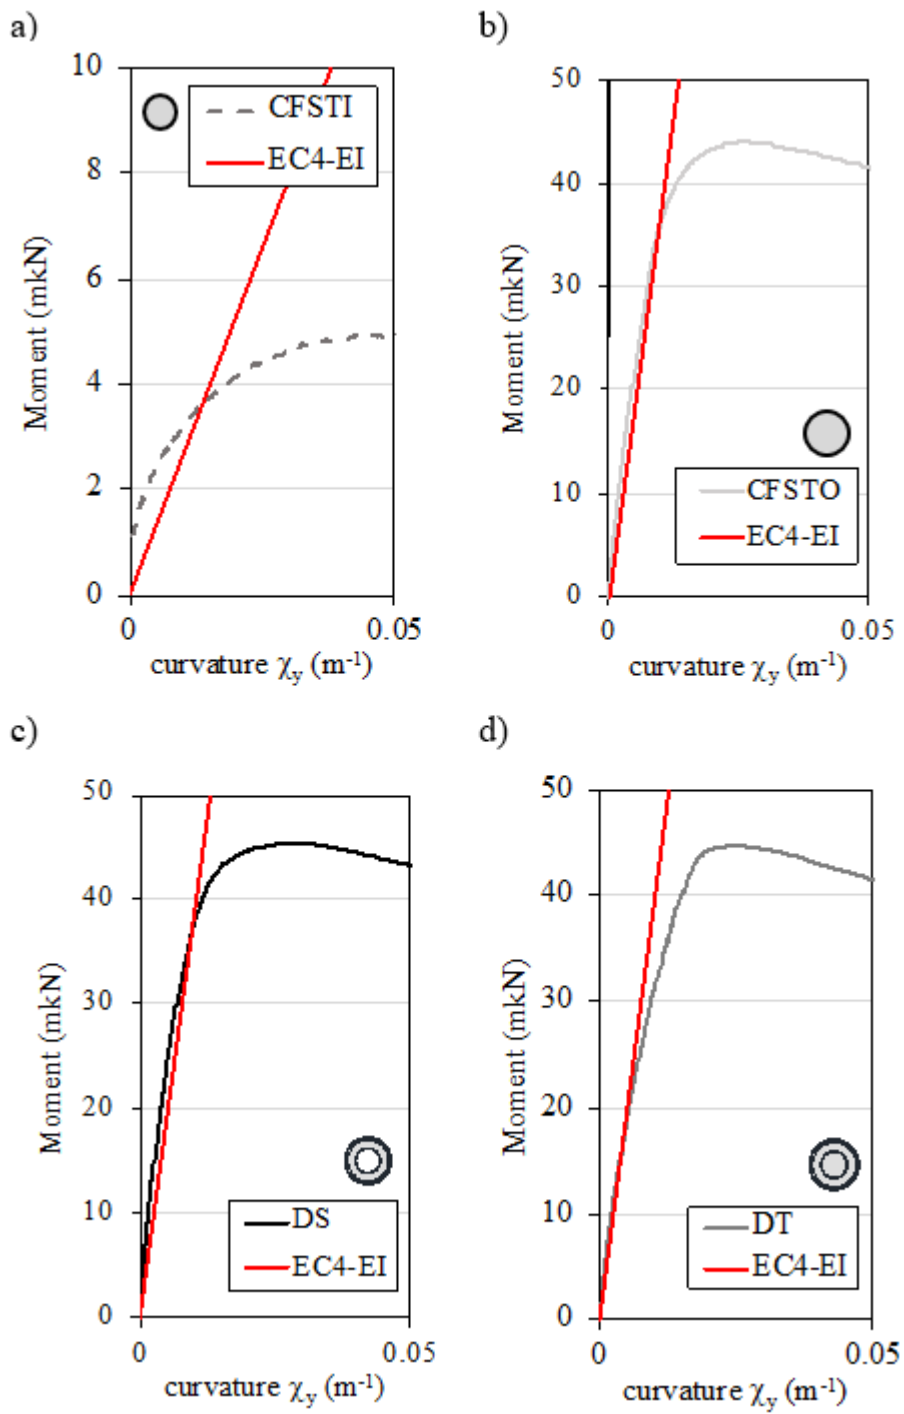 a)
10
8
6
4
2
0
Moment (mkN)
CFSTI
EC4-EI
0
0.05
curvature χy (m-1)
b)
50
40
30
20
10
0
Moment (mkN)
CFSTO
EC4-EI
0
0.05
curvature χy (m-1)
c)
50
40
30
20
10
0
Moment (mkN)
DS
EC4-EI
0
0.05
curvature χy (m-1)
d)
50
40
30
20
10
0
Moment (mkN)
DT
EC4-EI
0
0.05
curvature χy (m-1)